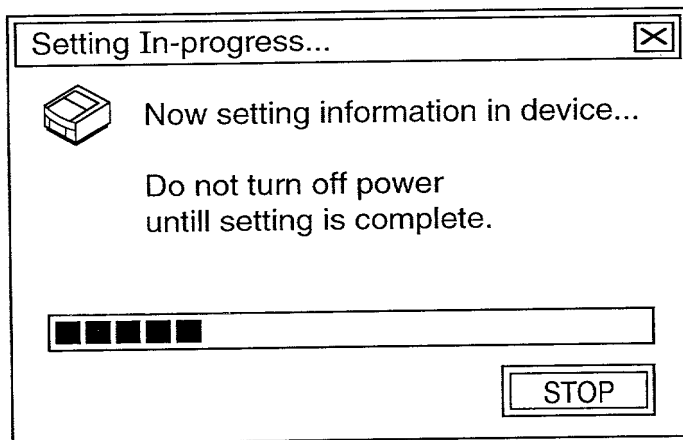 Setting In-progress...
Now setting information in device...
Do not turn off power
untill setting is complete.
STOP